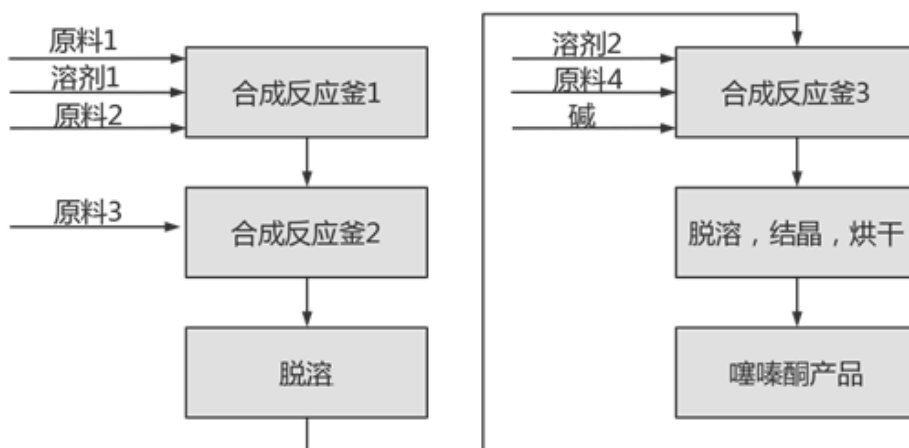 原料1
溶剂1
原料2
合成反应釜1
原料3
合成反应釜2
脱溶
溶剂2
原料4
碱
合成反应釜3
脱溶，结晶，烘干
噻嗪酮产品